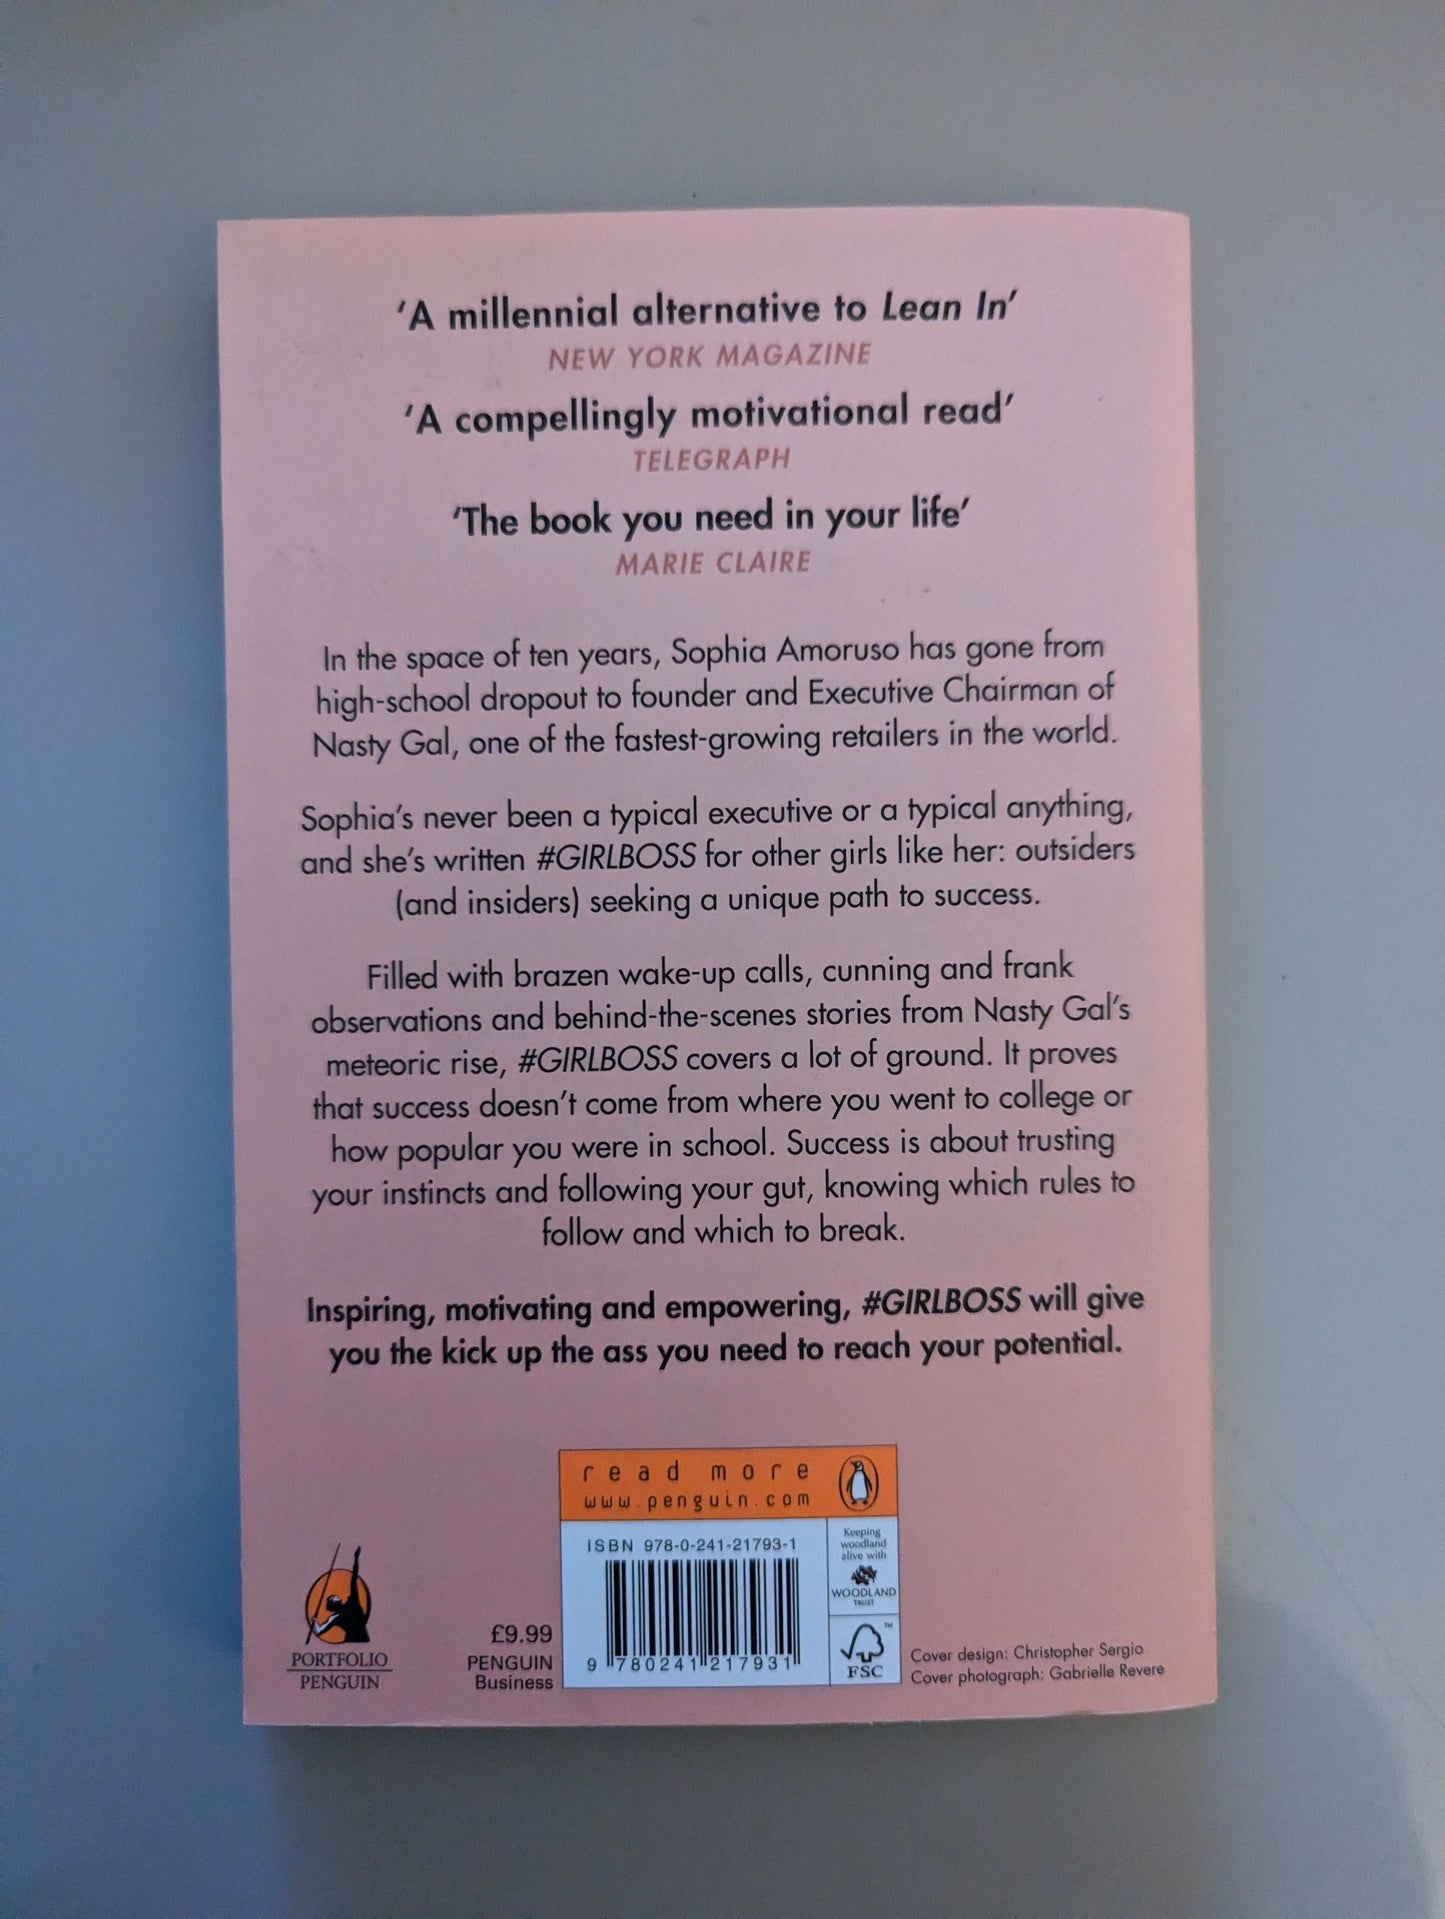 ‘A millennial alternative to Lean In’
NEW YORK MAGAZINE
‘A compellingly motivational read’
TELEGRAPH
‘The book you need in your life’
MARIE CLAIRE
In the space of ten years, Sophia Amoruso has gone from
high-school dropout to founder and Executive Chairman of
Nasty Gal, one of the fastest-growing retailers in the world.
Sophia’s never been a typical executive or a typical anything,
and she’s written #GIRLBOSS for other girls like her: outsiders
(and insiders) seeking a unique path to success.
Filled with brazen wake-up calls, cunning and frank
observations and behind-the-scenes stories from Nasty Gal’s
meteoric rise, #GIRLBOSS covers a lot of ground. It proves
that success doesn’t come from where you went to college or
how popular you were in school. Success is about trusting
your instincts and following your gut, knowing which rules to
follow and which to break.
Inspiring, motivating and empowering, #GIRLBOSS will give
you the kick up the ass you need to reach your potential.
read more
www.penguin.com
ISBN 978-0-241-21793-1
9 780241 217931
Keeping
woodland
alive with
WOODLAND
TRUST
™
FSC
PORTFOLIO
PENGUIN
£9.99
PENGUIN
Business
Cover design: Christopher Sergio
Cover photograph: Gabrielle Revere